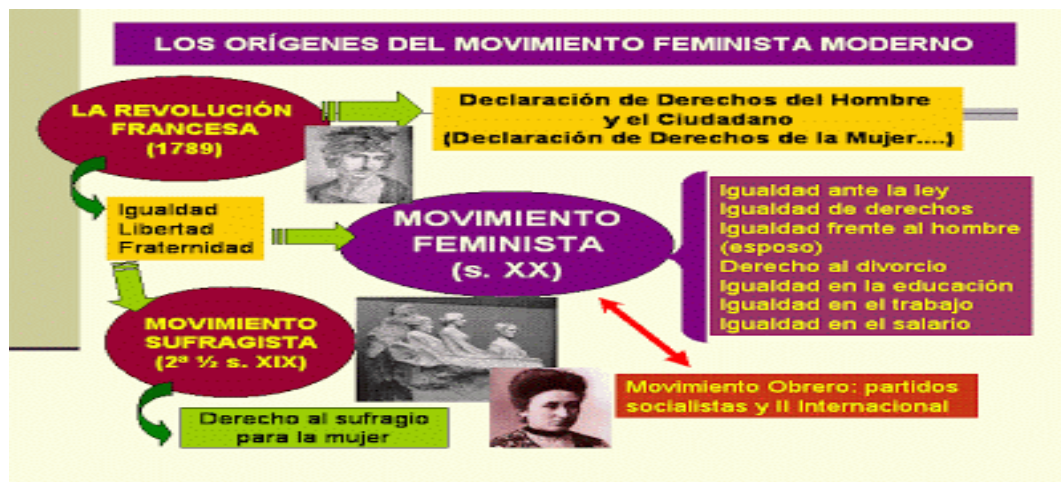 LOS ORÍGENES DEL MOVIMIENTO FEMINISTA MODERNO
LA REVOLUCIÓN
FRANCESA
(1789)
Declaración de Derechos del Hombre
y el Ciudadano
(Declaración de Derechos de la Mujer....)
Igualdad
Libertad
Fraternidad
MOVIMIENTO
FEMINISTA
(s. XX)
Igualdad ante la ley
Igualdad de derechos
Igualdad frente al hombre
(esposo)
Derecho al divorcio
Igualdad en la educación
Igualdad en el trabajo
Igualdad en el salario
MOVIMIENTO
SUFRAGISTA
(2ª ½ s. XIX)
Derecho al sufragio
para la mujer
Movimiento Obrero: partidos
socialistas y II Internacional